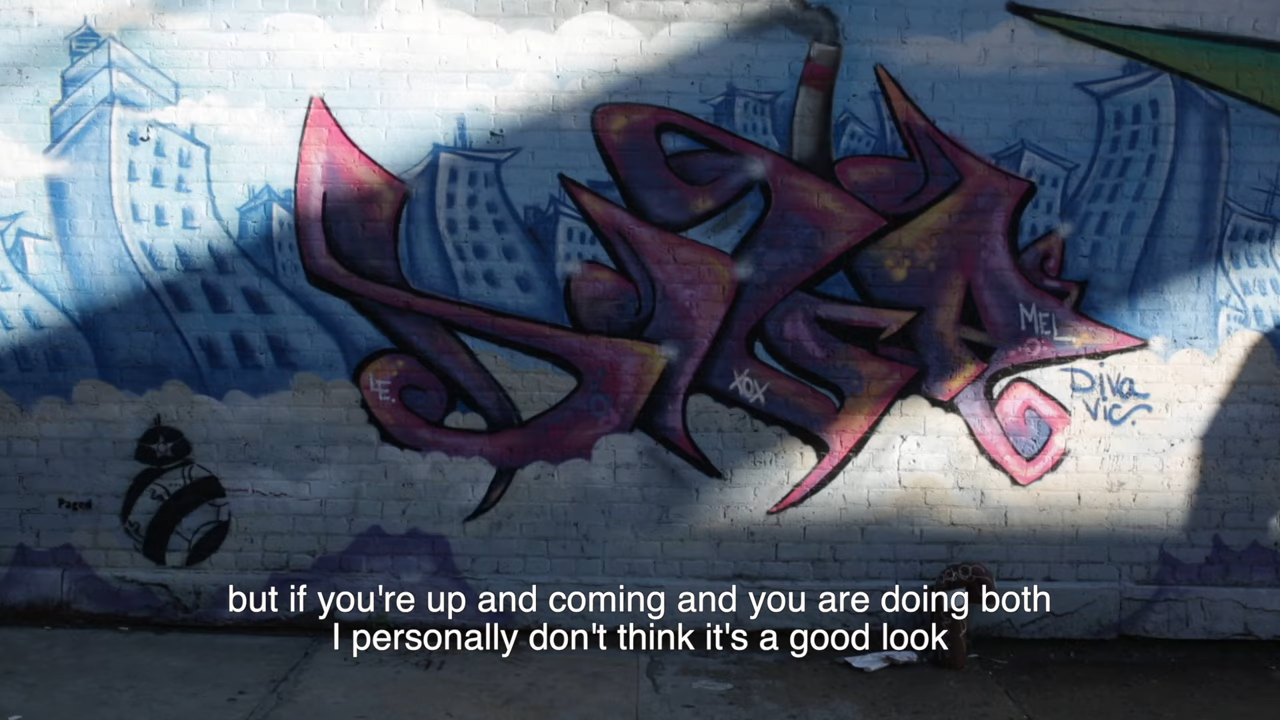 MEL
Diva
Vic
LE.
XOX
Paged
but if you're up and coming and you are doing both
I personally don't think it's a good look